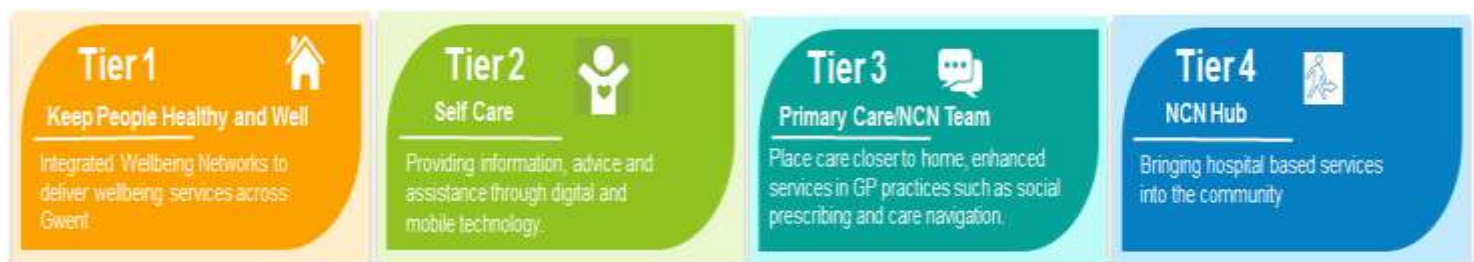 Tier 1
Keep People Healthy and Well
Integrated Wellbeing Networks to
deliver wellbeing services across
Gwent
Tier 2
Self Care
Providing information, advice and
assistance through digital and
mobile technology.
Tier 3
Primary Care/NCN Team
Place care closer to home, enhanced
services in GP practices such as social
prescribing and care navigation.
Tier 4
NCN Hub
Bringing hospital based services
into the community